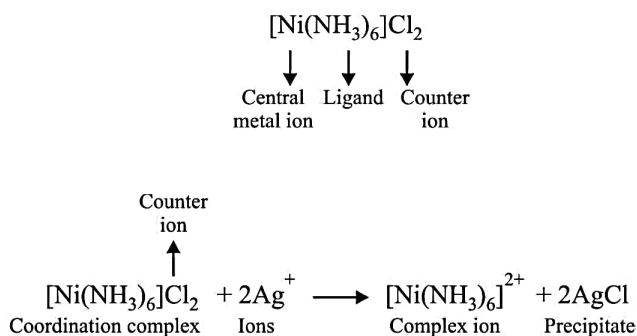 [Ni(NH₃)₆]Cl₂
Central metal ion
Ligand
Counter ion
Counter ion
[Ni(NH₃)₆]Cl₂ + 2Ag⁺ ⟶ [Ni(NH₃)₆]²⁺ + 2AgCl
Coordination complex Ions Complex ion Precipitate